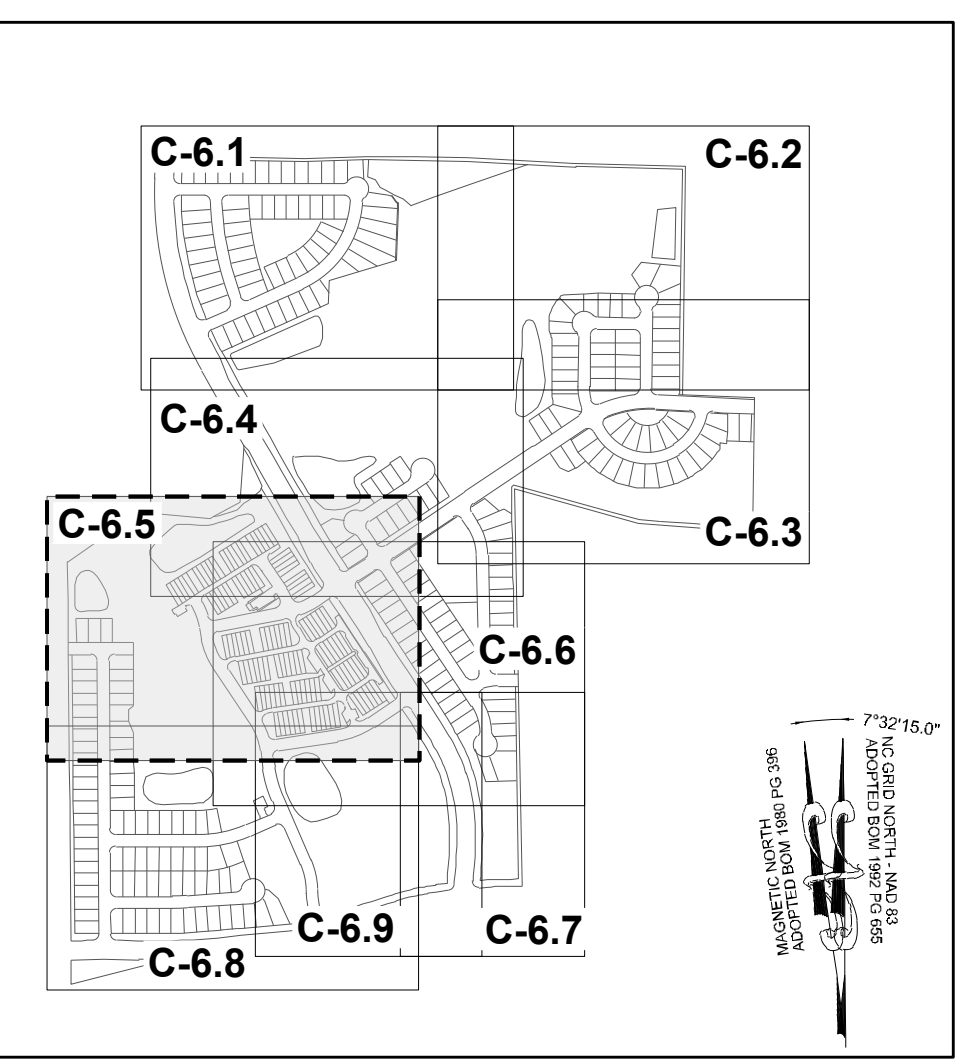 C-6.1
C-6.2
C-6.4
C-6.5
C-6.3
C-6.6
7°32'15.0"
NC GRID NORTH - NAD 83
ADOPTED BOM 1992 PG 655
MAGNETIC NORTH
ADOPTED BOM 1980 PG 396
C-6.9
C-6.7
C-6.8